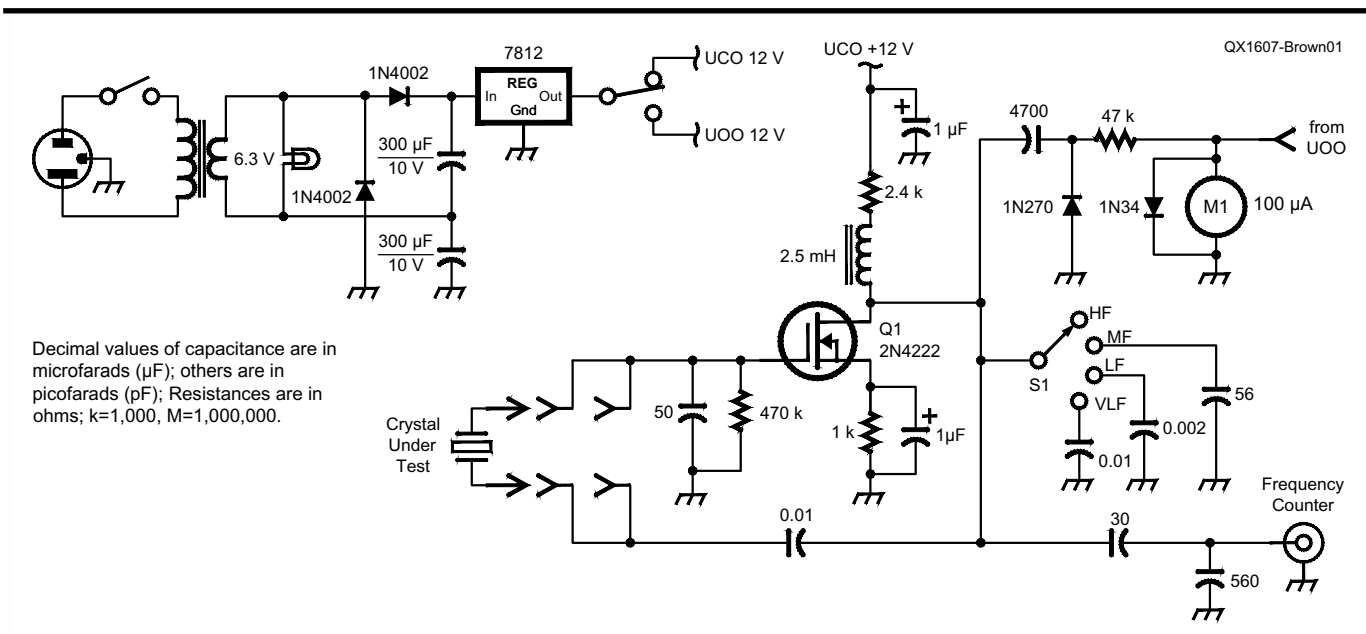 QX1607-Brown01
7812
REG
In
Out
Gnd
1N4002
UCO 12 V
UOO 12 V
6.3 V
300 µF
10 V
1N4002
300 µF
10 V
UCO +12 V
1 µF
2.4 k
2.5 mH
4700
47 k
from
UOO
1N270
1N34
M1
100 µA
Q1
2N4222
HF
MF
LF
VLF
S1
56
0.002
0.01
Decimal values of capacitance are in
microfarads (µF); others are in
picofarads (pF); Resistances are in
ohms; k=1,000, M=1,000,000.
Crystal
Under
Test
50
470 k
1 k
1µF
0.01
30
560
Frequency
Counter